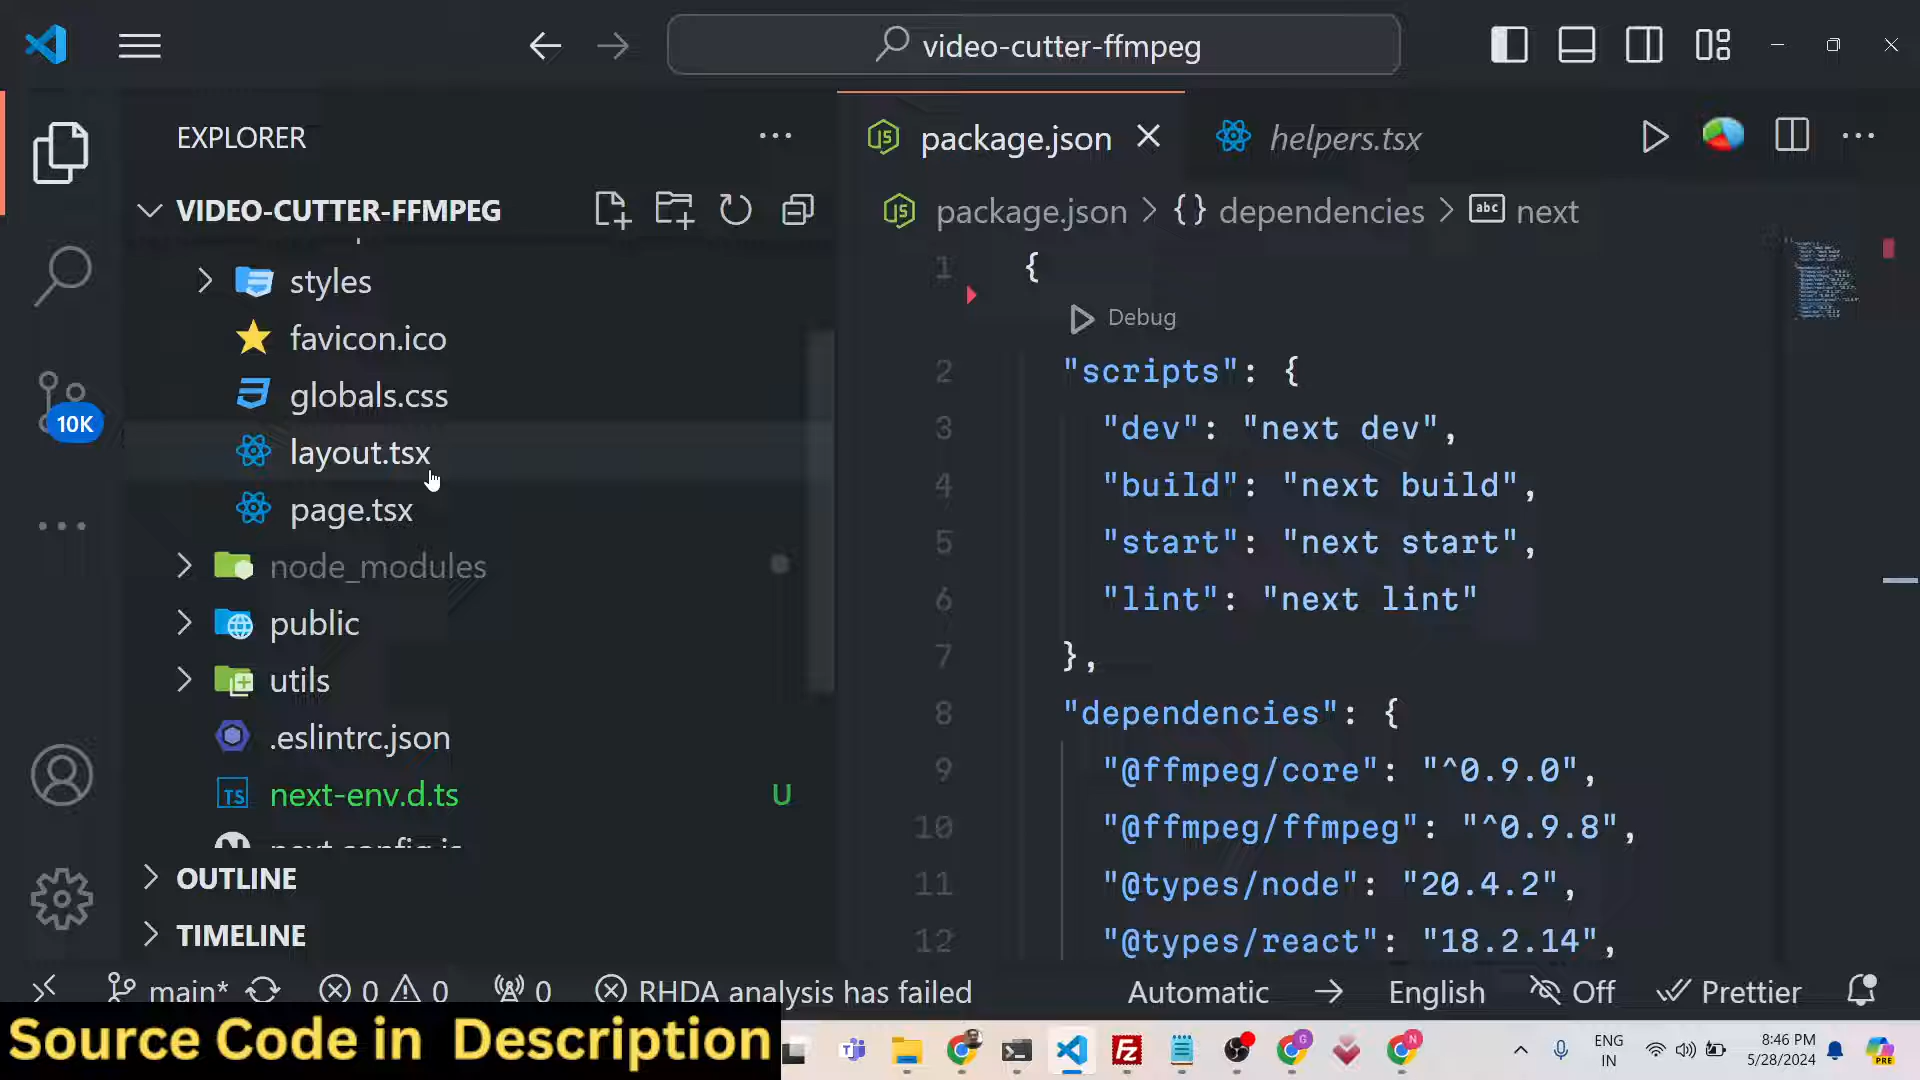 video-cutter-ffmpeg
EXPLORER
VIDEO-CUTTER-FFMPEG
styles
favicon.ico
globals.css
layout.tsx
page.tsx
node_modules
public
utils
.eslintrc.json
next-env.d.ts U
OUTLINE
TIMELINE
10K
package.json
helpers.tsx
package.json > {} dependencies > abc next
1 {
Debug
2 "scripts": {
3 "dev": "next dev",
4 "build": "next build",
5 "start": "next start",
6 "lint": "next lint"
7 },
8 "dependencies": {
9 "@ffmpeg/core": "^0.9.0",
10 "@ffmpeg/ffmpeg": "^0.9.8",
11 "@types/node": "20.4.2",
12 "@types/react": "18.2.14",
main* 0 0 0 RHDA analysis has failed Automatic English Off Prettier
Source Code in Description
ENG
IN
8:46 PM
5/28/2024
PRE